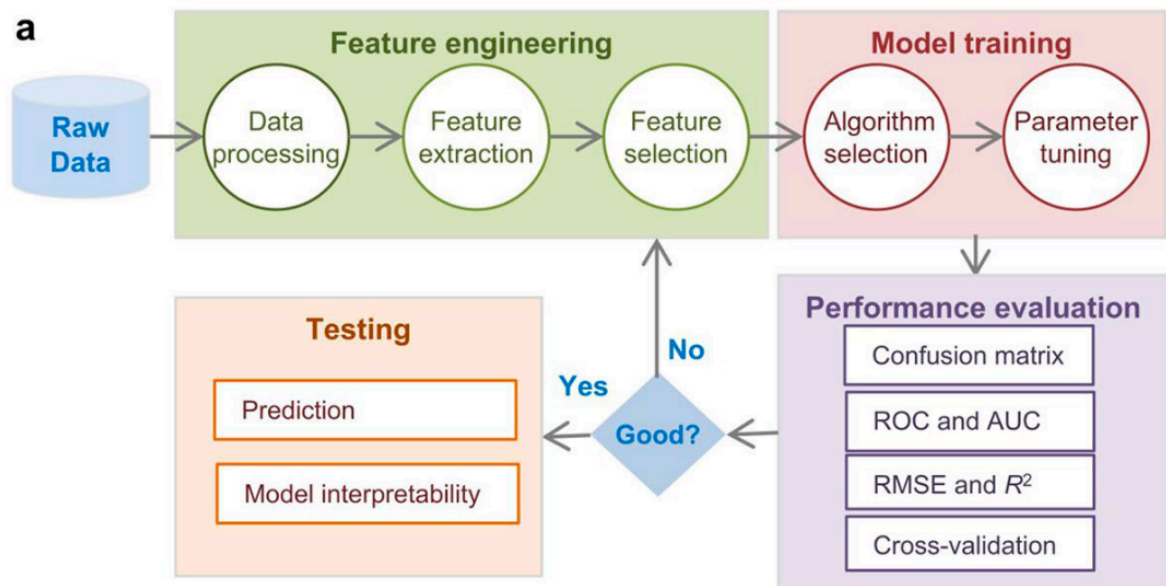 a
Feature engineering
Model training
Raw
Data
Data
processing
Feature
extraction
Feature
selection
Algorithm
selection
Parameter
tuning
Testing
Prediction
Model interpretability
Yes
No
Good?
Performance evaluation
Confusion matrix
ROC and AUC
RMSE and R²
Cross-validation